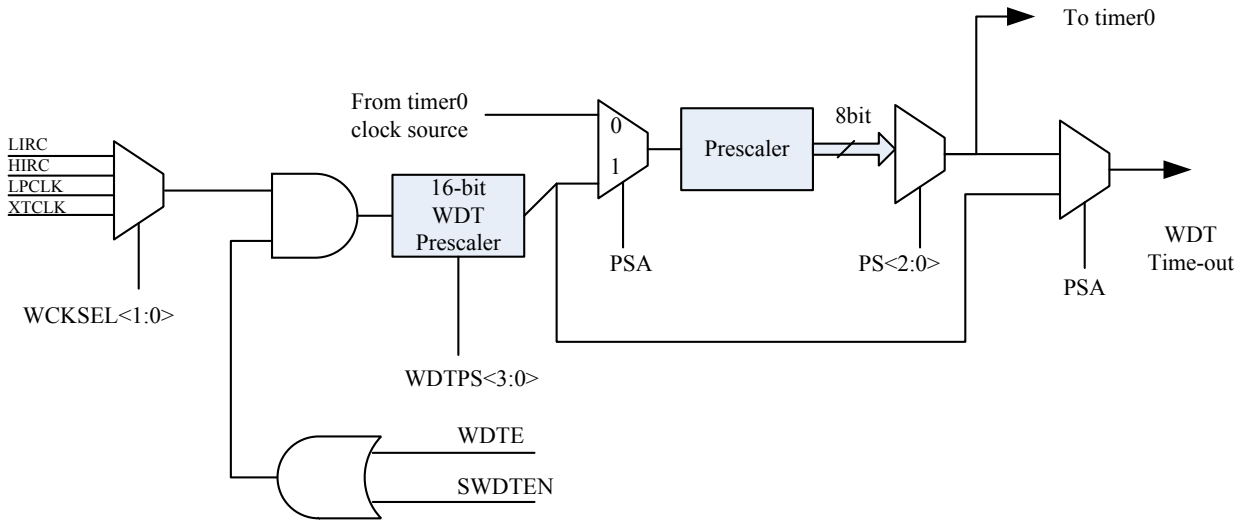 To timer0
From timer0
clock source
0
1
Prescaler
8bit
LIRC
HIRC
LPCLK
XTCLK
16-bit
WDT
Prescaler
PSA
PS<2:0>
WDT
Time-out
PSA
WCKSEL<1:0>
WDTPS<3:0>
WDTE
SWDTEN